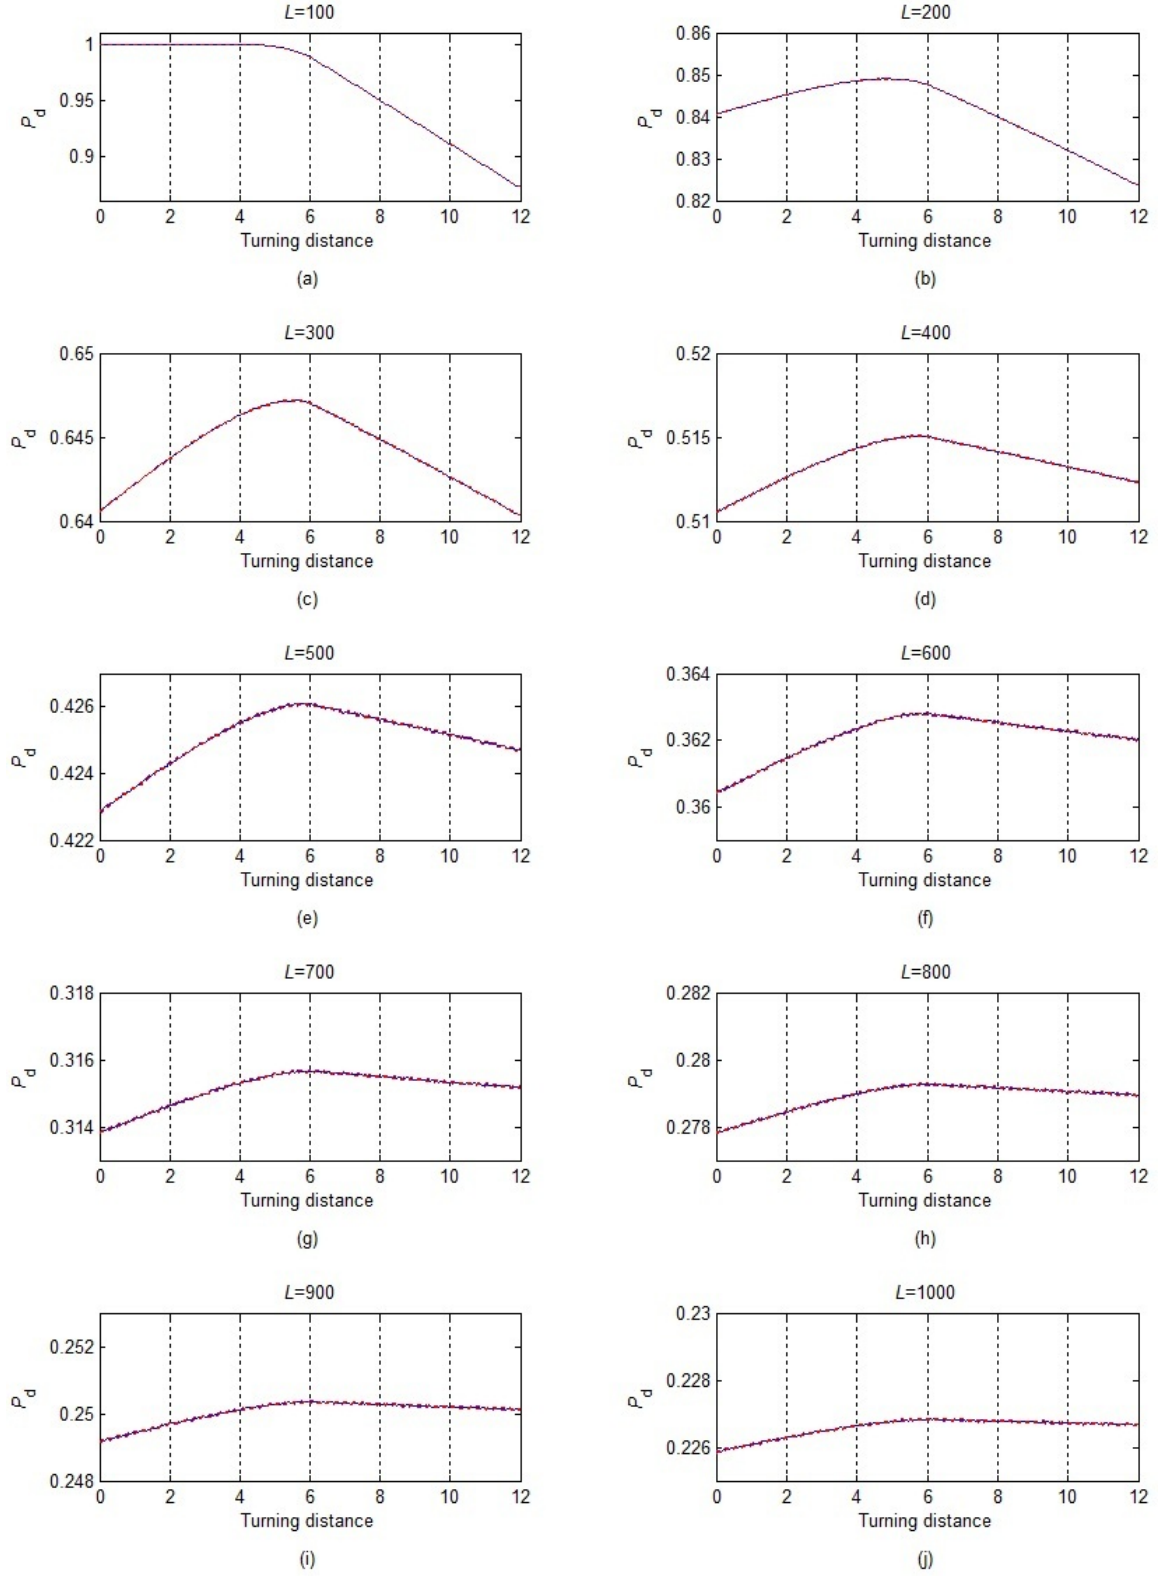 L=100
1
0.95
0.9
P_d
0 2 4 6 8 10 12
Turning distance
(a)
L=200
0.86
0.85
0.84
0.83
0.82
P_d
0 2 4 6 8 10 12
Turning distance
(b)
L=300
0.65
0.645
0.64
P_d
0 2 4 6 8 10 12
Turning distance
(c)
L=400
0.52
0.515
0.51
P_d
0 2 4 6 8 10 12
Turning distance
(d)
L=500
0.426
0.424
0.422
P_d
0 2 4 6 8 10 12
Turning distance
(e)
L=600
0.364
0.362
0.36
P_d
0 2 4 6 8 10 12
Turning distance
(f)
L=700
0.318
0.316
0.314
P_d
0 2 4 6 8 10 12
Turning distance
(g)
L=800
0.282
0.28
0.278
P_d
0 2 4 6 8 10 12
Turning distance
(h)
L=900
0.252
0.25
0.248
P_d
0 2 4 6 8 10 12
Turning distance
(i)
L=1000
0.23
0.228
0.226
P_d
0 2 4 6 8 10 12
Turning distance
(j)